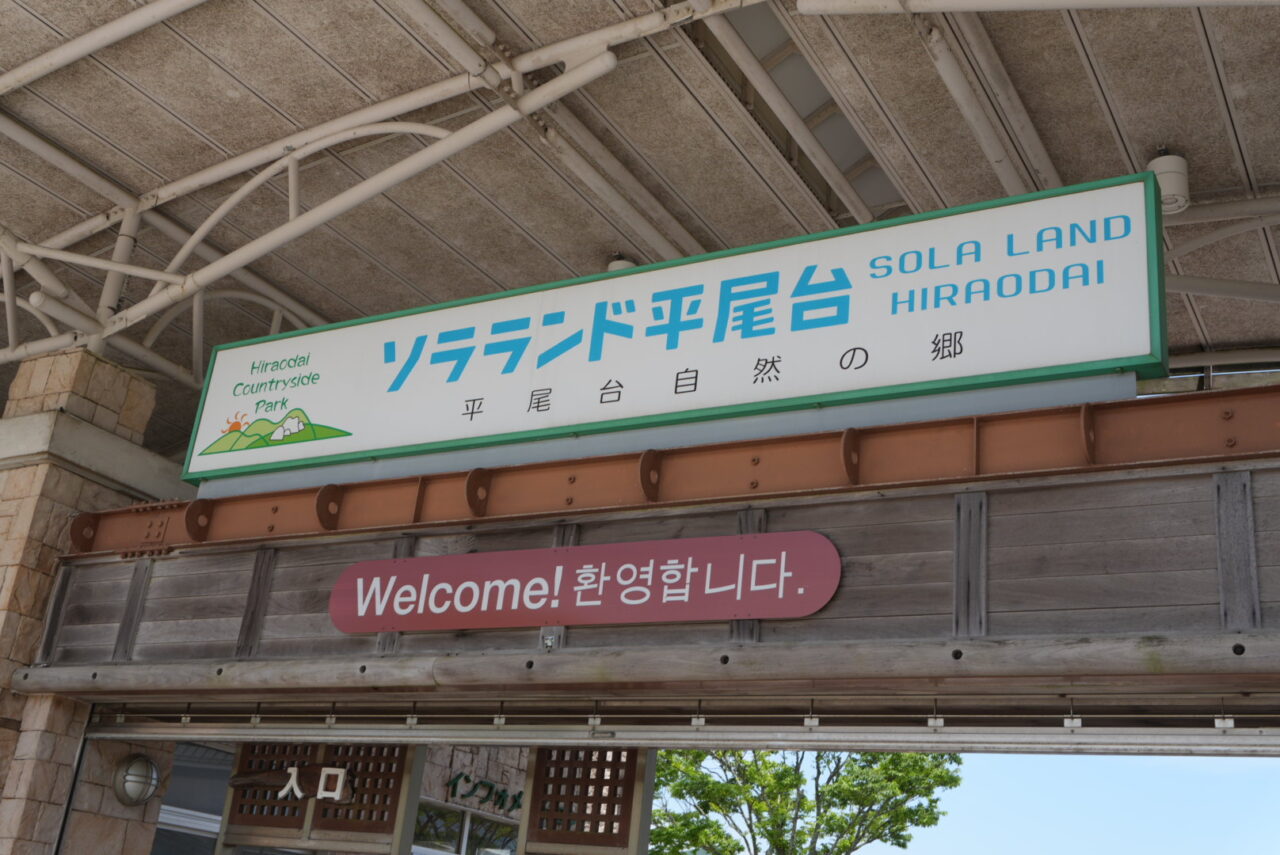 Hiraodai
Countryside
Park
ソラランド平尾台
SOLA LAND
HIRAODAI
平尾台自然の郷
Welcome! 환영합니다.
入口
インフォメ